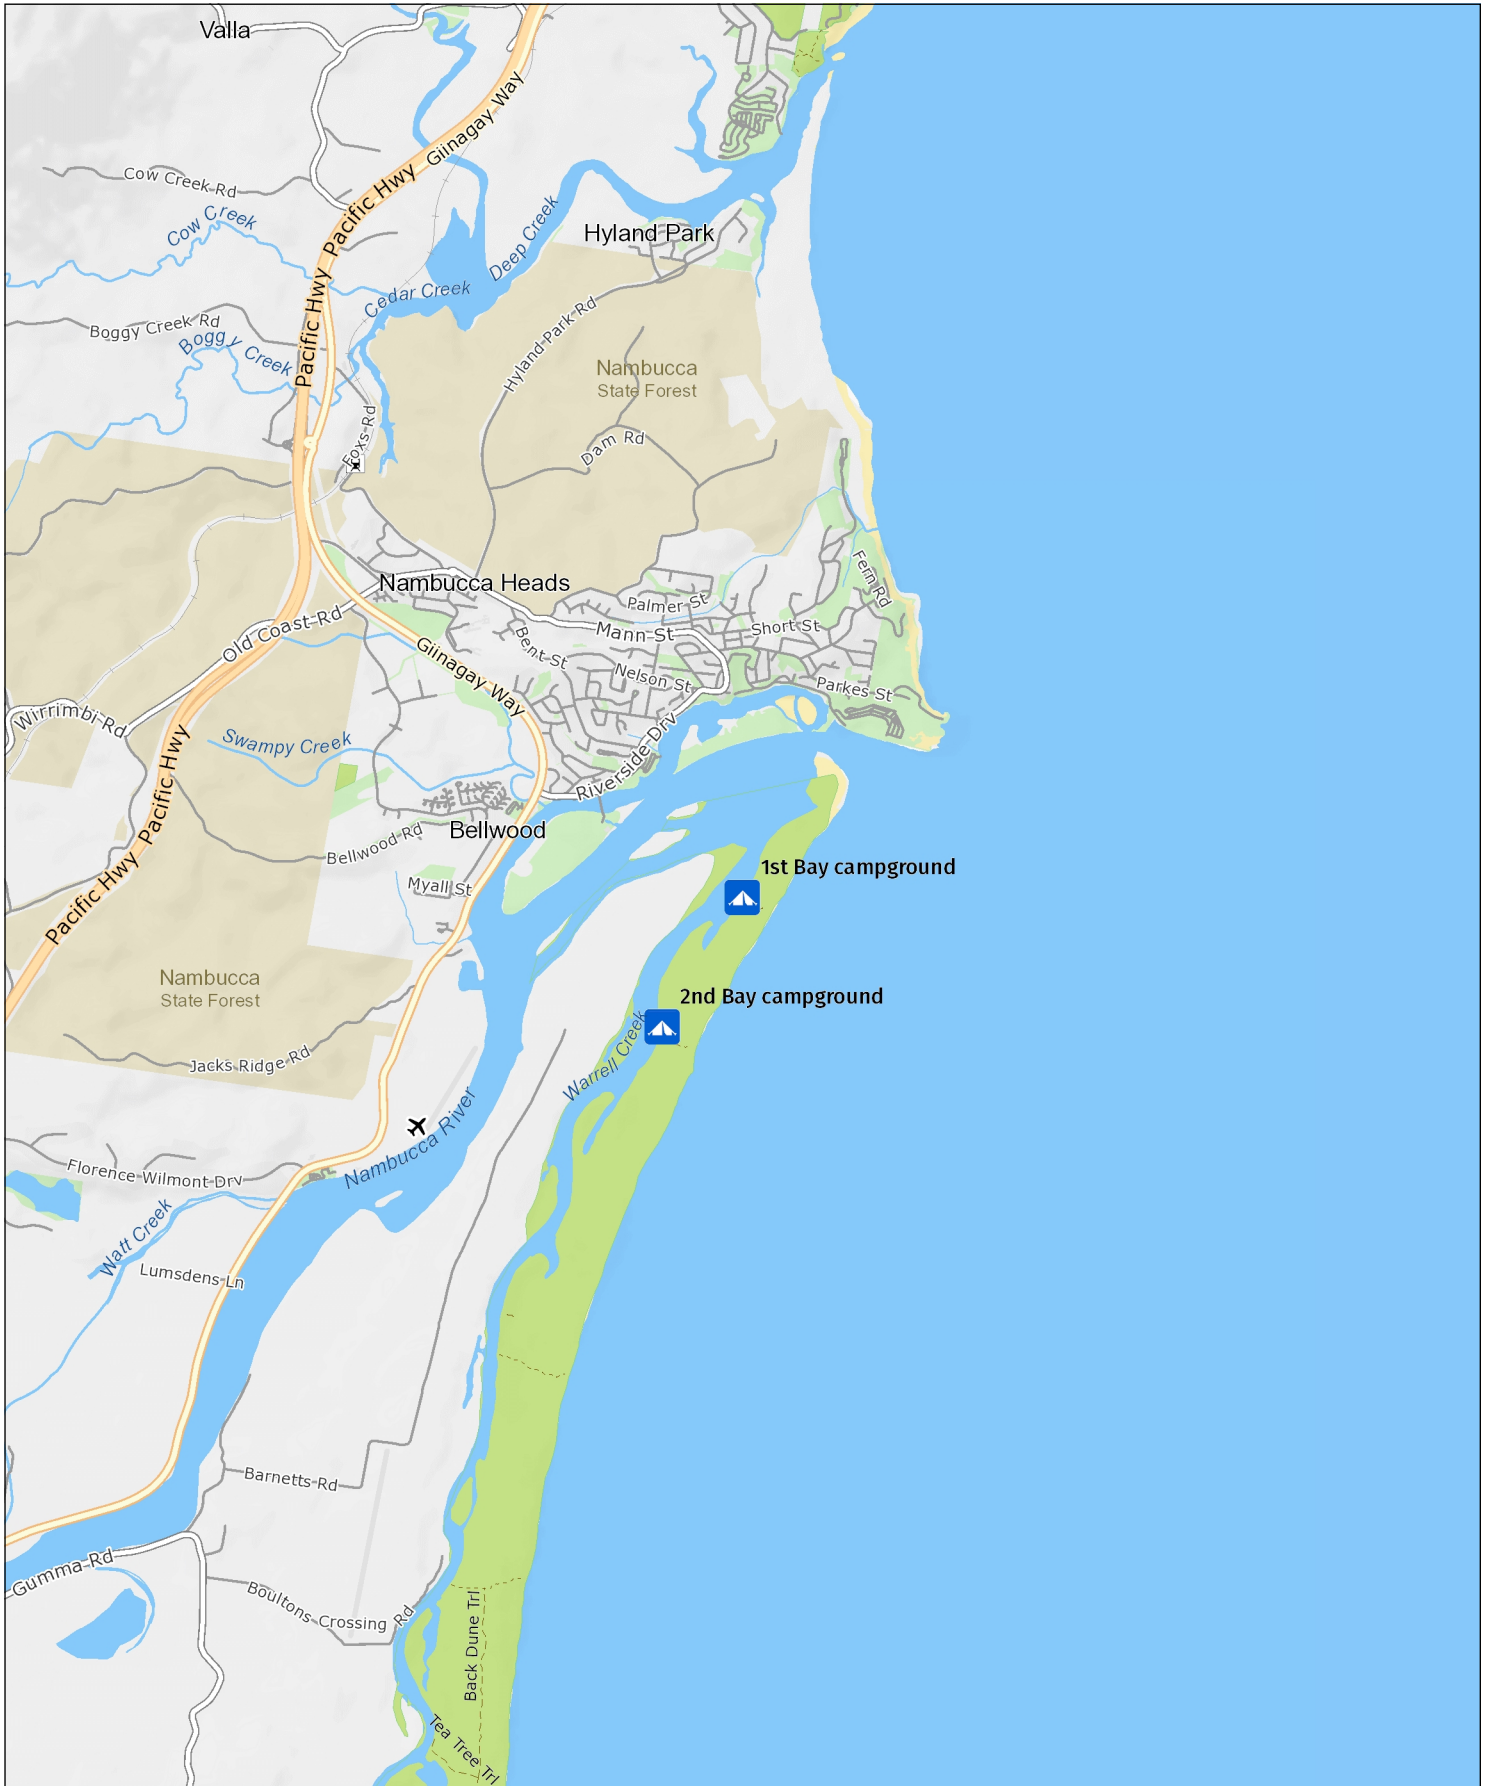 Valla
Giinagay Way
Cow Creek Rd
Pacific Hwy
Cow Creek
Hyland Park
Deep Creek
Cedar Creek
Pacific Hwy
Boggy Creek Rd
Boggy Creek
Hyland Park Rd
Nambucca
State Forest
Foxs Rd
Dam Rd
Nambucca Heads
Fern Rd
Palmer St
Old Coast Rd
Mann St
Short St
Bent St
Giinagay Way
Nelson St
Parkes St
Wirrimbi Rd
Swampy Creek
Riverside Drv
Pacific Hwy
Bellwood
Bellwood Rd
1st Bay campground
Myall St
Pacific Hwy
Nambucca
State Forest
2nd Bay campground
Warrell Creek
Jacks Ridge Rd
Nambucca River
Florence Wilmont Drv
Watt Creek
Lumsdens Ln
Barnetts Rd
Gumma Rd
Boultons Crossing Rd
Back Dune Trl
Tea Tree Trl